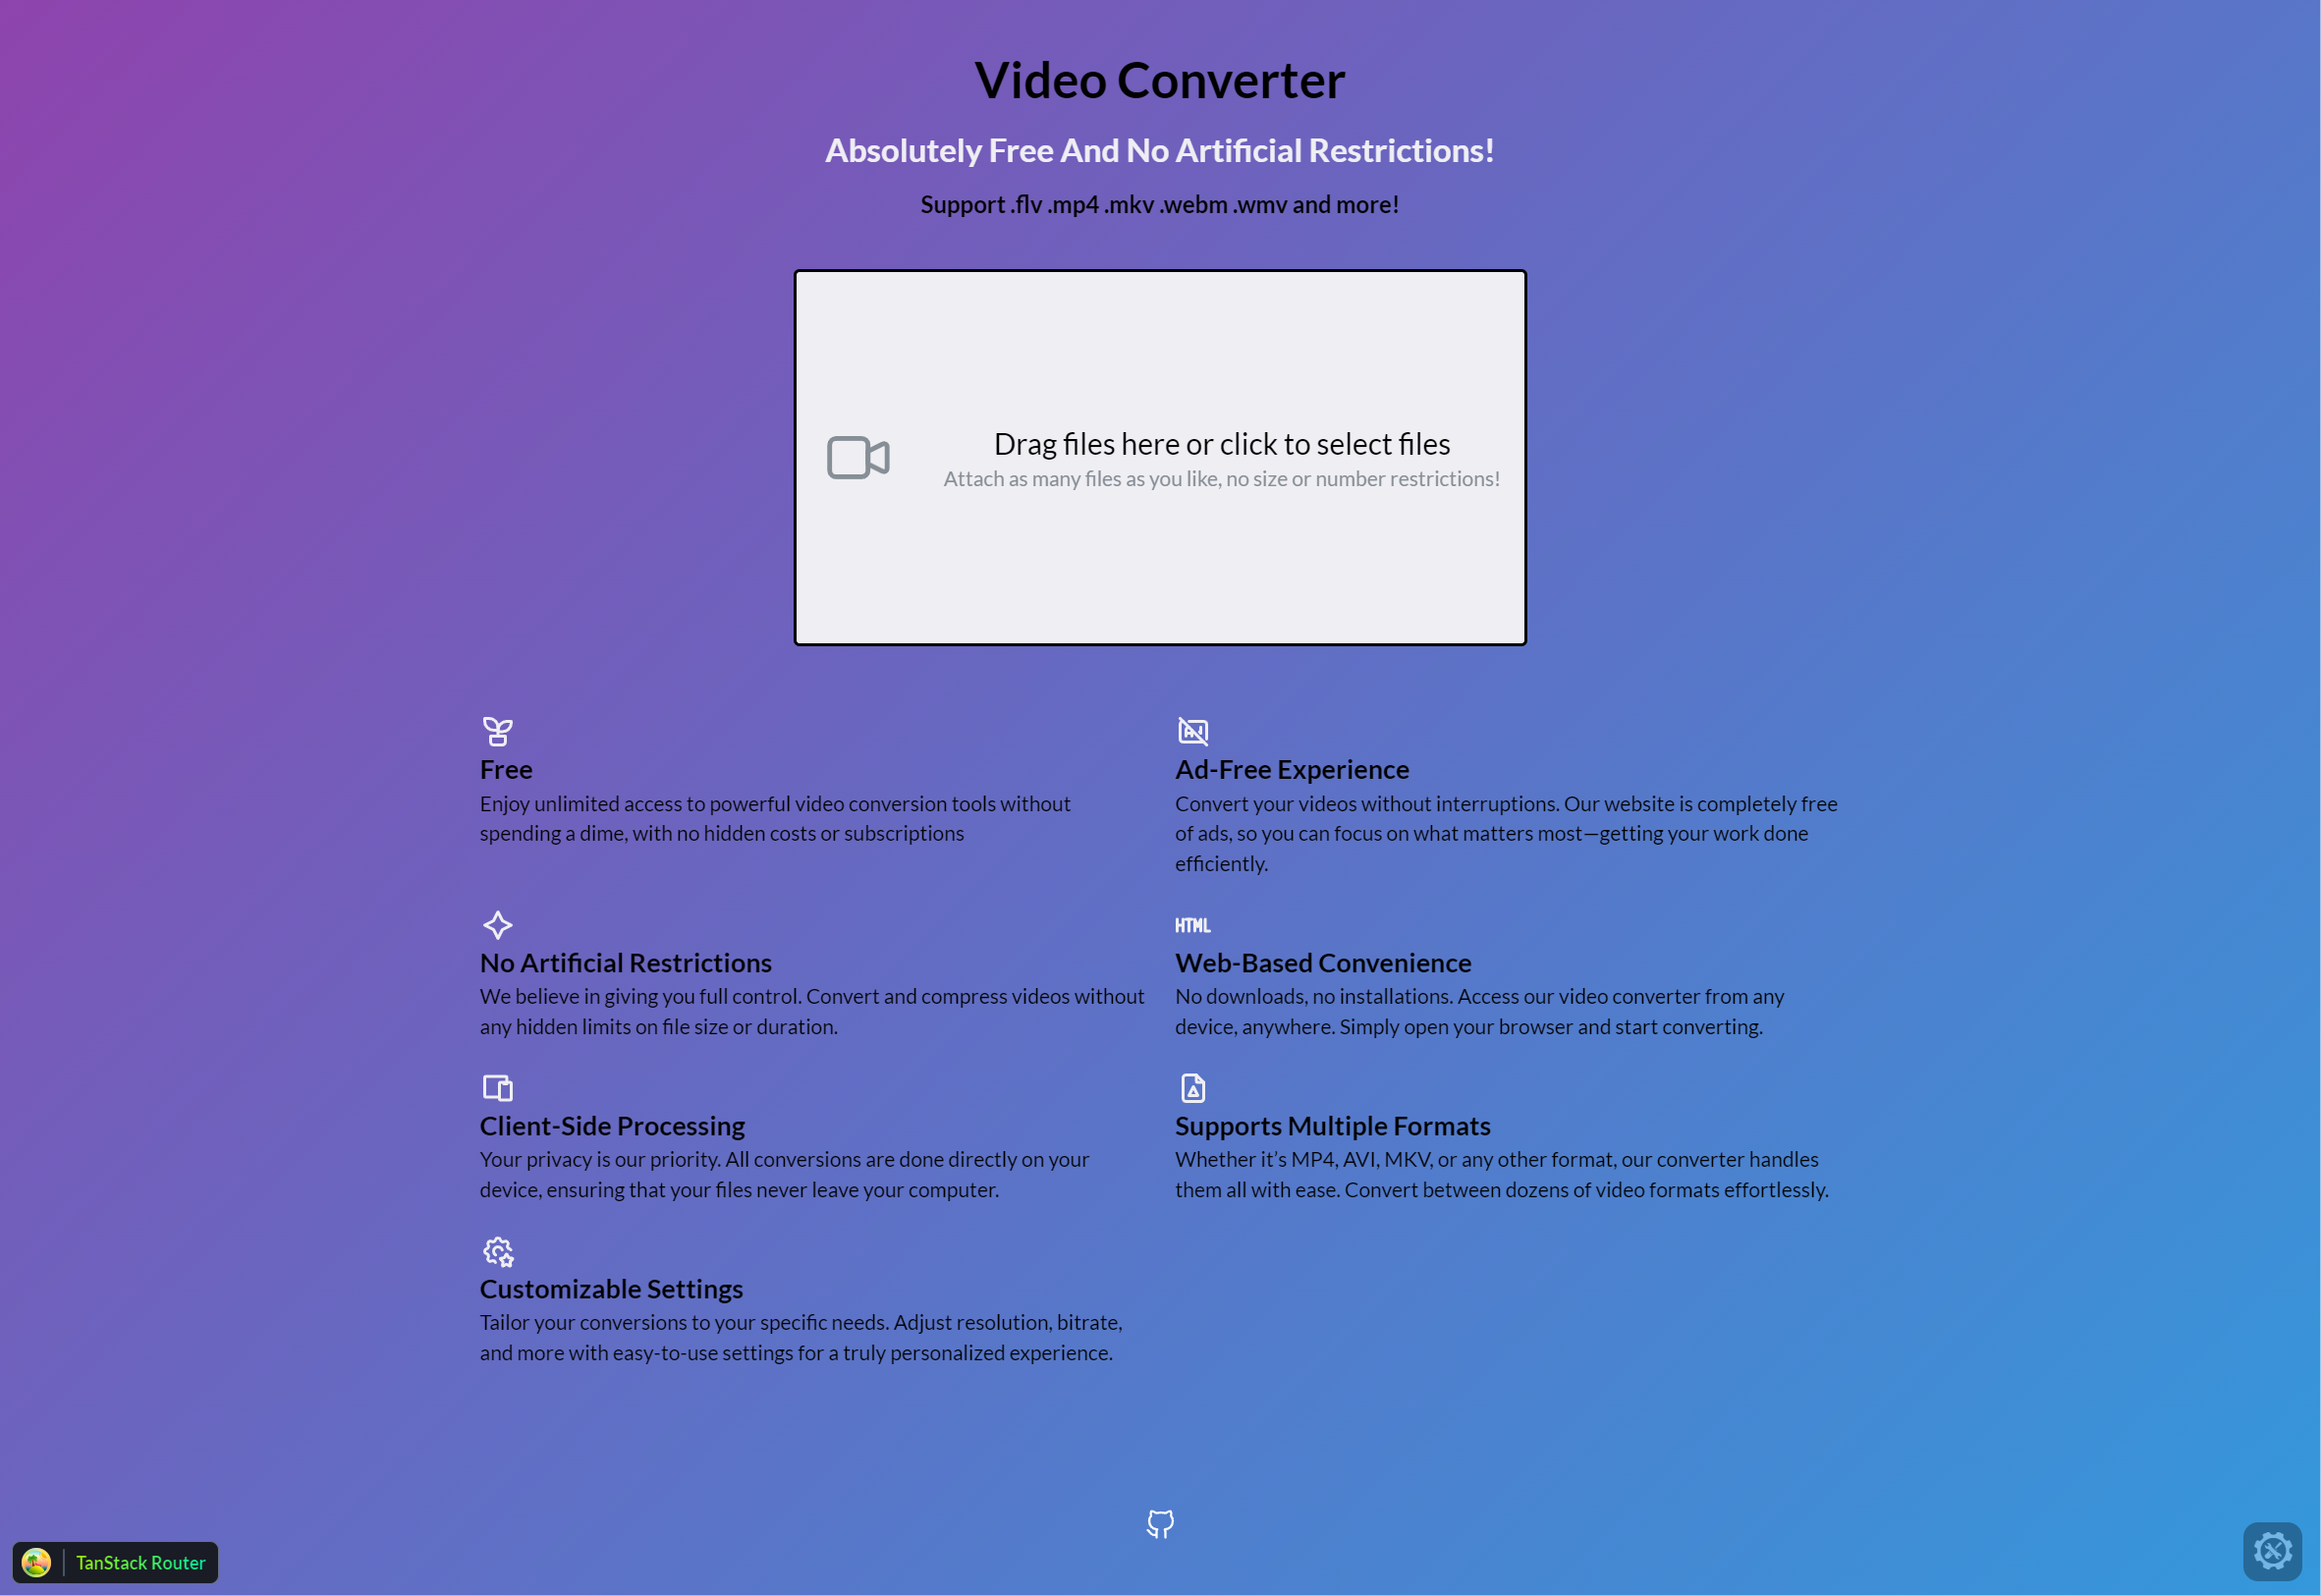 Video Converter
Absolutely Free And No Artificial Restrictions!
Support .flv .mp4 .mkv .webm .wmv and more!
Drag files here or click to select files
Attach as many files as you like, no size or number restrictions!
Free
Enjoy unlimited access to powerful video conversion tools without
spending a dime, with no hidden costs or subscriptions
Ad-Free Experience
Convert your videos without interruptions. Our website is completely free
of ads, so you can focus on what matters most—getting your work done
efficiently.
No Artificial Restrictions
We believe in giving you full control. Convert and compress videos without
any hidden limits on file size or duration.
HTML
Web-Based Convenience
No downloads, no installations. Access our video converter from any
device, anywhere. Simply open your browser and start converting.
Client-Side Processing
Your privacy is our priority. All conversions are done directly on your
device, ensuring that your files never leave your computer.
Supports Multiple Formats
Whether it’s MP4, AVI, MKV, or any other format, our converter handles
them all with ease. Convert between dozens of video formats effortlessly.
Customizable Settings
Tailor your conversions to your specific needs. Adjust resolution, bitrate,
and more with easy-to-use settings for a truly personalized experience.
TanStack Router